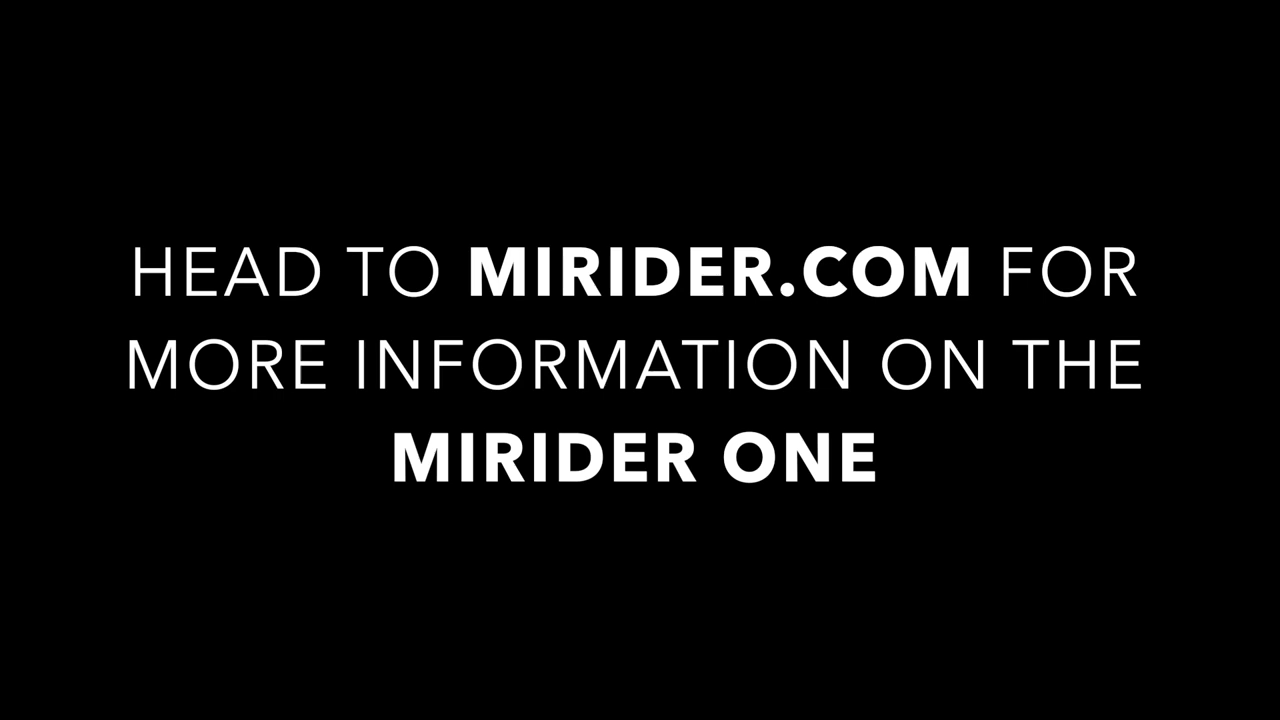 HEAD TO MIRIDER.COM FOR
MORE INFORMATION ON THE
MIRIDER ONE